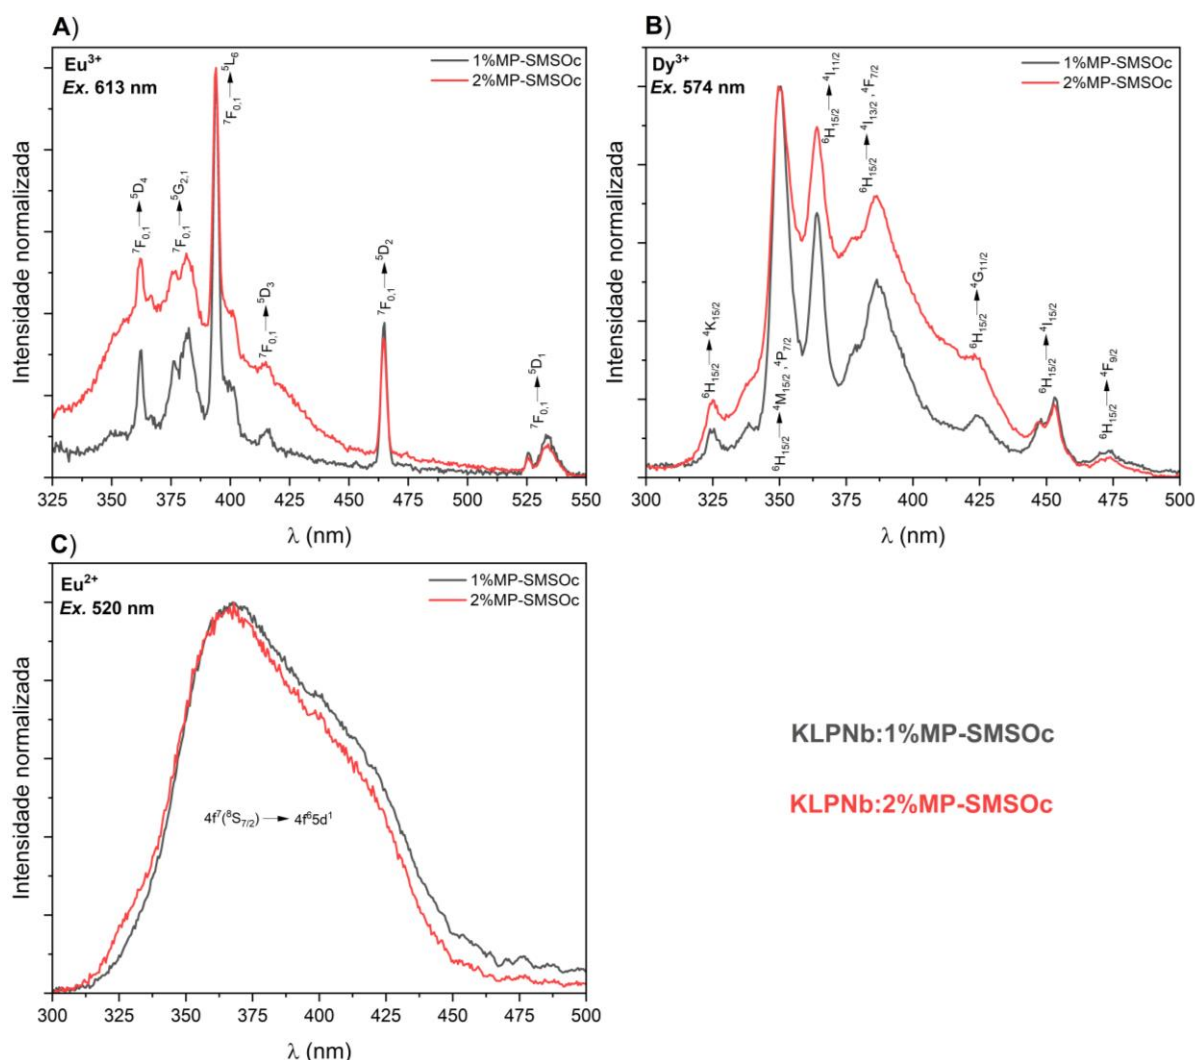 A)
Eu³⁺
Ex. 613 nm
1%MP-SMSOc
2%MP-SMSOc
⁷F₀,₁ → ⁵D₄
⁷F₀,₁ → ⁵G₂,₁
⁷F₀,₁ → ⁵L₆
⁷F₀,₁ → ⁵D₃
⁷F₀,₁ → ⁵D₂
⁷F₀,₁ → ⁵D₁
Intensidade normalizada
325 350 375 400 425 450 475 500 525 550
λ (nm)
B)
Dy³⁺
Ex. 574 nm
1%MP-SMSOc
2%MP-SMSOc
⁶H₁₅/₂ → ⁴K₁₅/₂
⁶H₁₅/₂ → ⁴M₁₅/₂ , ⁴P₇/₂
⁶H₁₅/₂ → ⁴I₁₁/₂
⁶H₁₅/₂ → ⁴I₁₃/₂ , ⁴F₇/₂
⁶H₁₅/₂ → ⁴G₁₁/₂
⁶H₁₅/₂ → ⁴I₁₅/₂
⁶H₁₅/₂ → ⁴F₉/₂
Intensidade normalizada
300 325 350 375 400 425 450 475 500
λ (nm)
C)
Eu²⁺
Ex. 520 nm
1%MP-SMSOc
2%MP-SMSOc
4f⁷(⁸S₇/₂) → 4f⁶5d¹
Intensidade normalizada
300 325 350 375 400 425 450 475 500
λ (nm)
KLPNb:1%MP-SMSOc
KLPNb:2%MP-SMSOc